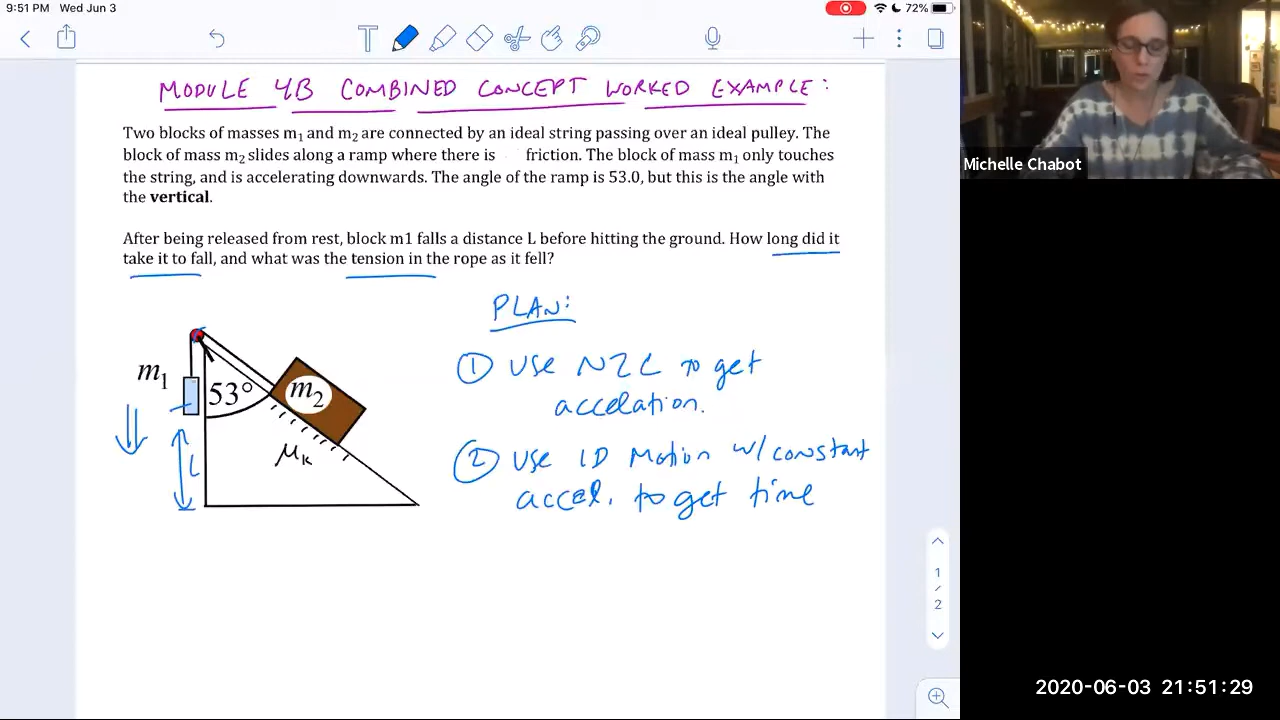 9:51 PM Wed Jun 3
72%
T
MODULE 4B COMBINED CONCEPT WORKED EXAMPLE:
Two blocks of masses m₁ and m₂ are connected by an ideal string passing over an ideal pulley. The
block of mass m₂ slides along a ramp where there is friction. The block of mass m₁ only touches
the string, and is accelerating downwards. The angle of the ramp is 53.0, but this is the angle with
the vertical.
After being released from rest, block m1 falls a distance L before hitting the ground. How long did it
take it to fall, and what was the tension in the rope as it fell?
m₁
53°
m₂
μₖ
L
PLAN:
① USE N2L to get
accelation.
② USE 1D Motion w/constant
accel. to get time
1
/
2
Michelle Chabot
2020-06-03 21:51:29